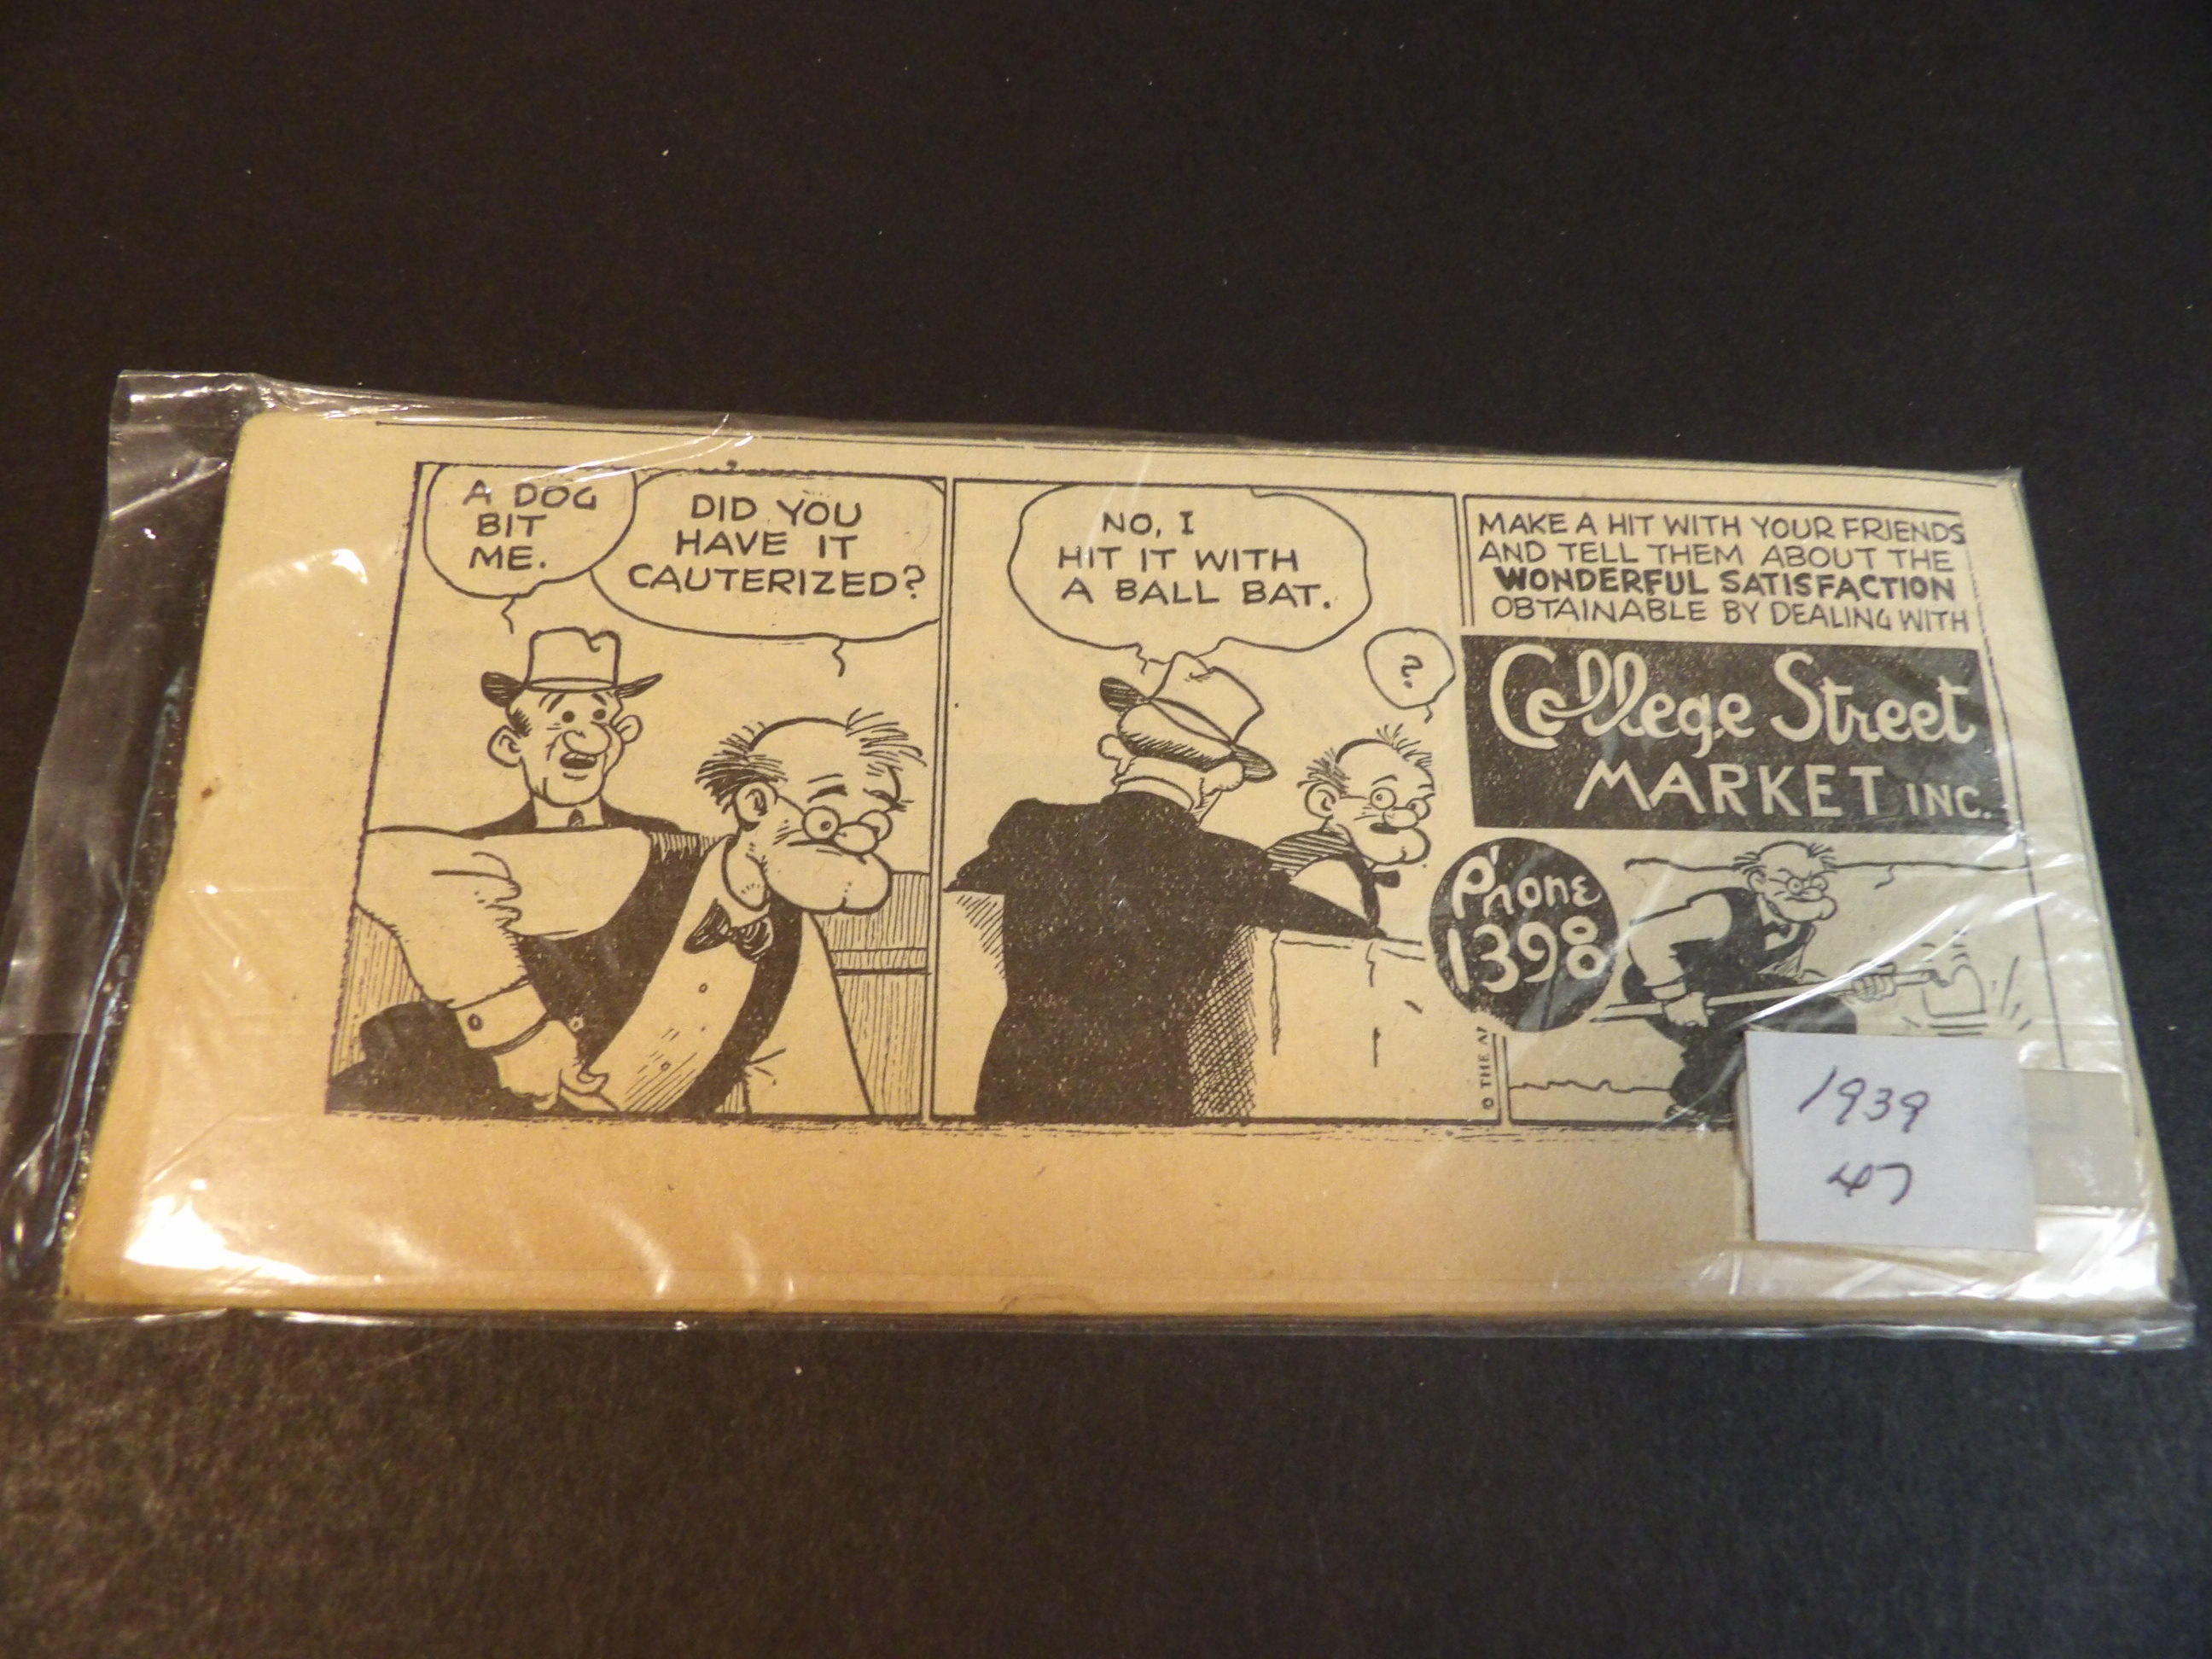 A DOG
BIT
ME.
DID YOU
HAVE IT
CAUTERIZED?
NO, I
HIT IT WITH
A BALL BAT.
?
MAKE A HIT WITH YOUR FRIENDS
AND TELL THEM ABOUT THE
WONDERFUL SATISFACTION
OBTAINABLE BY DEALING WITH
College Street
MARKET INC.
Phone
1398
© THE
1939
47